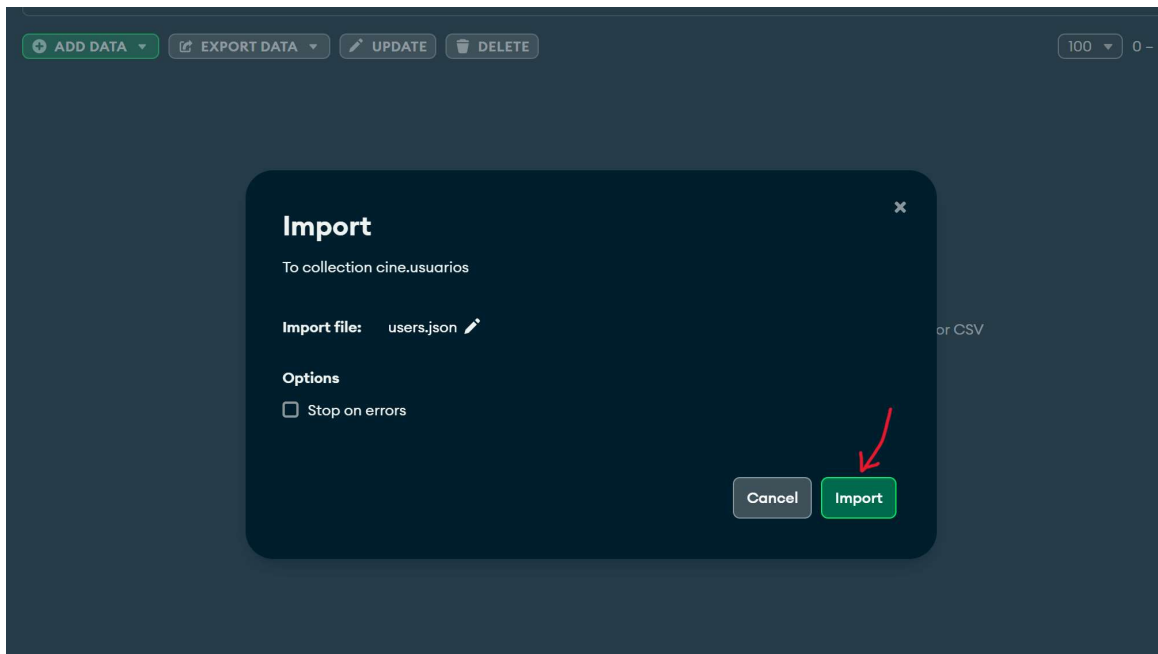 ADD DATA EXPORT DATA UPDATE DELETE 100 0 –
Import
To collection cine.usuarios
Import file: users.json
or CSV
Options
Stop on errors
Cancel Import